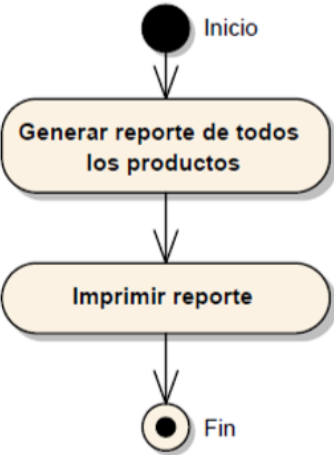 Inicio
Generar reporte de todos
los productos
Imprimir reporte
Fin